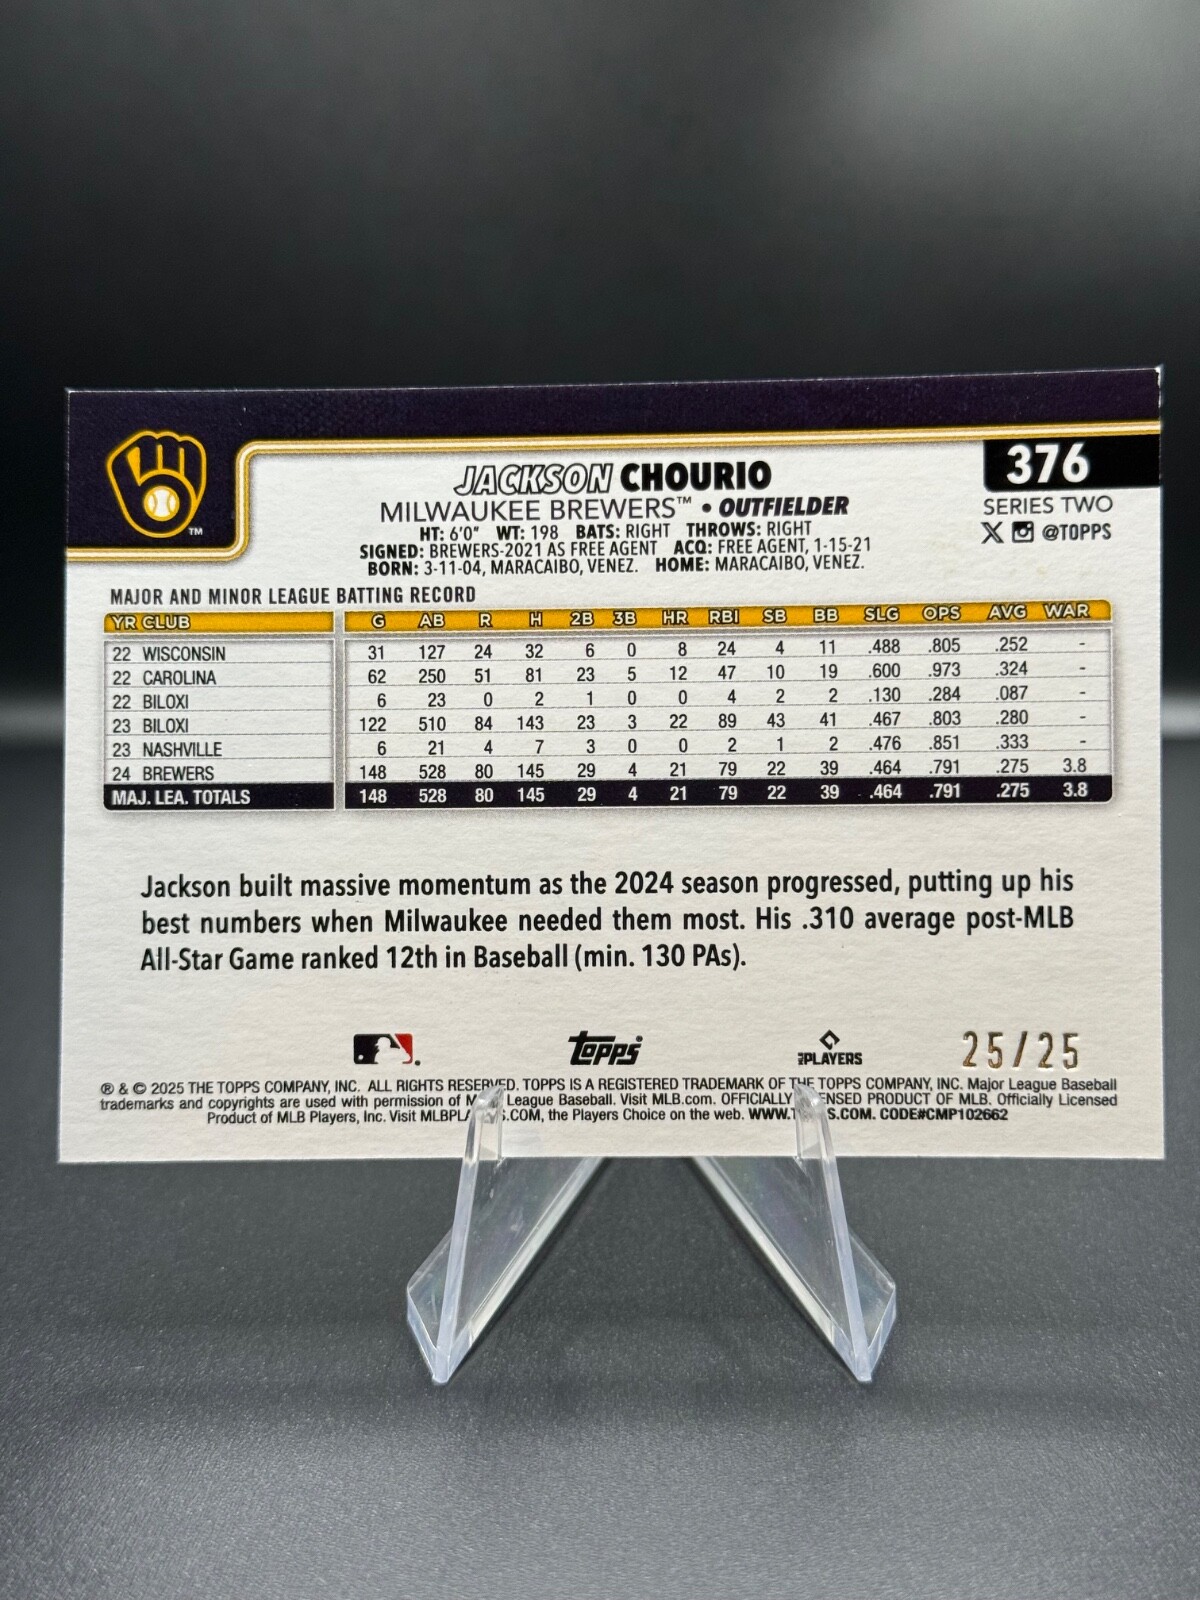 JACKSON CHOURIO
376
MILWAUKEE BREWERS™ • OUTFIELDER
SERIES TWO
HT: 6'0" WT: 198 BATS: RIGHT THROWS: RIGHT
@TOPPS
SIGNED: BREWERS-2021 AS FREE AGENT ACQ: FREE AGENT, 1-15-21
BORN: 3-11-04, MARACAIBO, VENEZ. HOME: MARACAIBO, VENEZ.
TM
MAJOR AND MINOR LEAGUE BATTING RECORD
YR CLUB G AB R H 2B 3B HR RBI SB BB SLG OPS AVG WAR
22 WISCONSIN 31 127 24 32 6 0 8 24 4 11 .488 .805 .252 -
22 CAROLINA 62 250 51 81 23 5 12 47 10 19 .600 .973 .324 -
22 BILOXI 6 23 0 2 1 0 0 4 2 2 .130 .284 .087 -
23 BILOXI 122 510 84 143 23 3 22 89 43 41 .467 .803 .280 -
23 NASHVILLE 6 21 4 7 3 0 0 2 1 2 .476 .851 .333 -
24 BREWERS 148 528 80 145 29 4 21 79 22 39 .464 .791 .275 3.8
MAJ. LEA. TOTALS 148 528 80 145 29 4 21 79 22 39 .464 .791 .275 3.8
Jackson built massive momentum as the 2024 season progressed, putting up his
best numbers when Milwaukee needed them most. His .310 average post-MLB
All-Star Game ranked 12th in Baseball (min. 130 PAs).
topps
MLB PLAYERS
25/25
® & © 2025 THE TOPPS COMPANY, INC. ALL RIGHTS RESERVED. TOPPS IS A REGISTERED TRADEMARK OF THE TOPPS COMPANY, INC. Major League Baseball
trademarks and copyrights are used with permission of League Baseball. Visit MLB.com. OFFICIALLY PRODUCT OF MLB. Officially Licensed
Product of MLB Players, Inc. Visit the Players Choice on the web. CODE#CMP102662